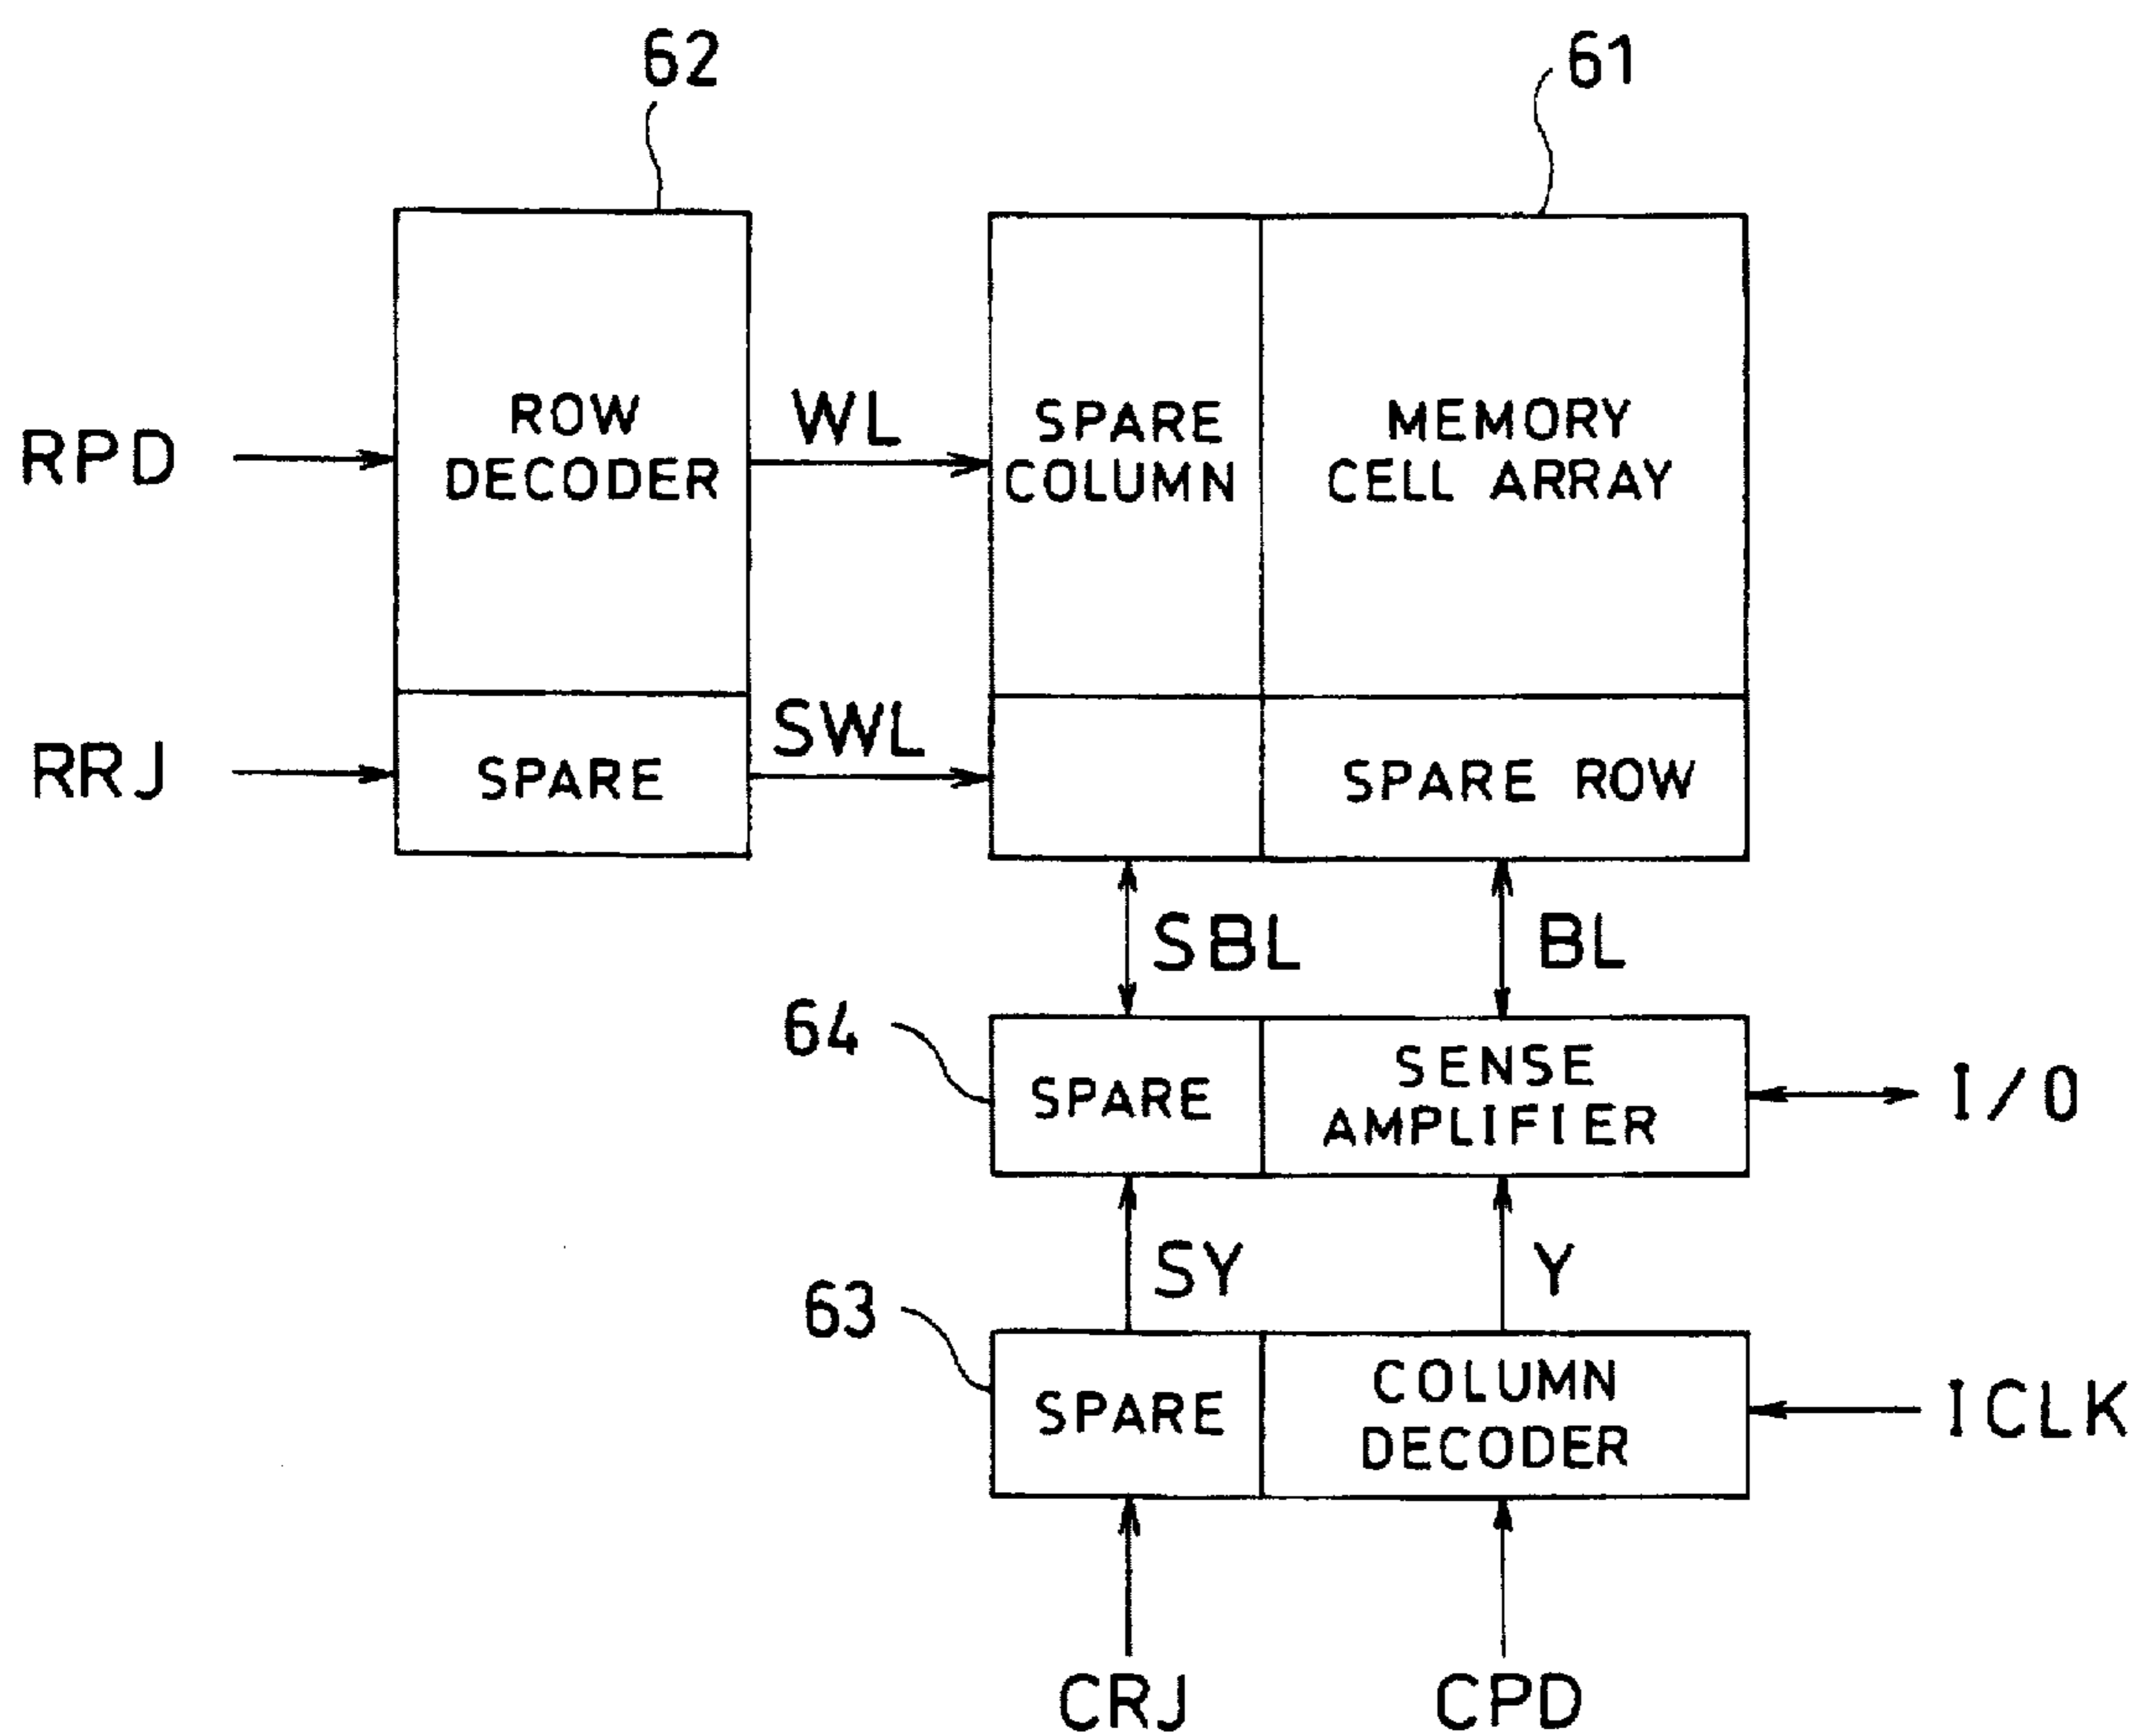 62
61
ROW
DECODER
WL
SPARE
COLUMN
MEMORY
CELL ARRAY
RPD
RRJ
SPARE
SWL
SPARE ROW
SBL
BL
64
SPARE
SENSE
AMPLIFIER
I/O
SY
Y
63
SPARE
COLUMN
DECODER
ICLK
CRJ
CPD